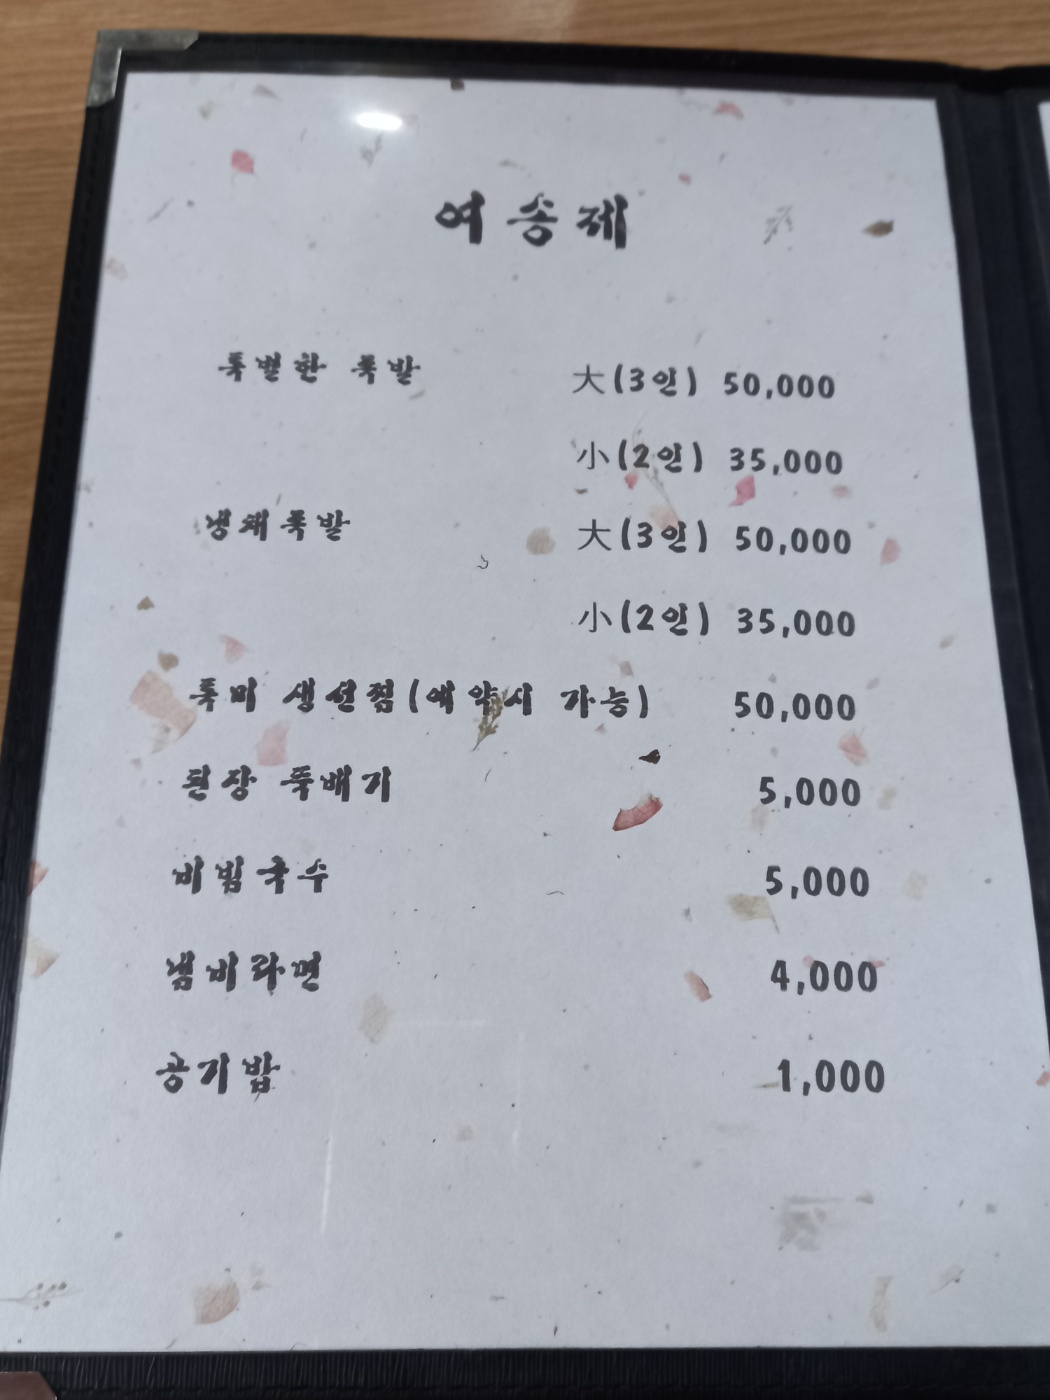 여송제
특별한 족발 大(3인) 50,000
小(2인) 35,000
냉채족발 大(3인) 50,000
小(2인) 35,000
특미 생선찜(예약시 가능) 50,000
된장 뚝배기 5,000
비빔국수 5,000
냄비라면 4,000
공기밥 1,000